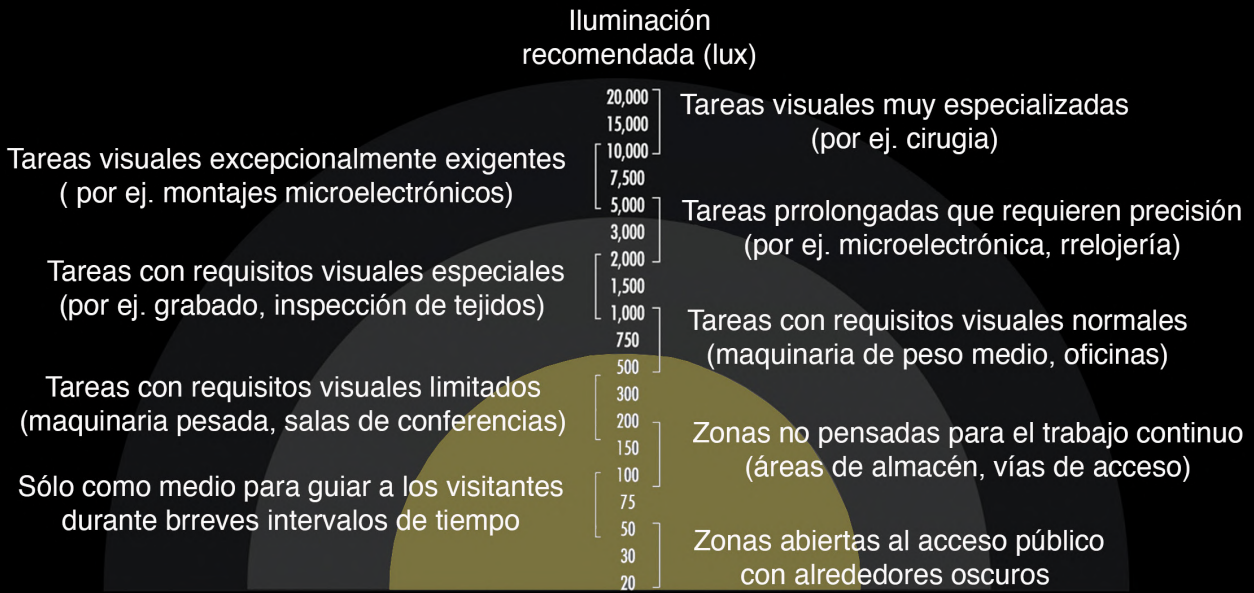 Iluminación
recomendada (lux)
20,000
15,000
10,000
7,500
5,000
3,000
2,000
1,500
1,000
750
500
300
200
150
100
75
50
30
20
Tareas visuales muy especializadas
(por ej. cirugia)
Tareas visuales excepcionalmente exigentes
( por ej. montajes microelectrónicos)
Tareas prrolongadas que requieren precisión
(por ej. microelectrónica, rrelojería)
Tareas con requisitos visuales especiales
(por ej. grabado, inspección de tejidos)
Tareas con requisitos visuales normales
(maquinaria de peso medio, oficinas)
Tareas con requisitos visuales limitados
(maquinaria pesada, salas de conferencias)
Zonas no pensadas para el trabajo continuo
(áreas de almacén, vías de acceso)
Sólo como medio para guiar a los visitantes
durante brreves intervalos de tiempo
Zonas abiertas al acceso público
con alrededores oscuros